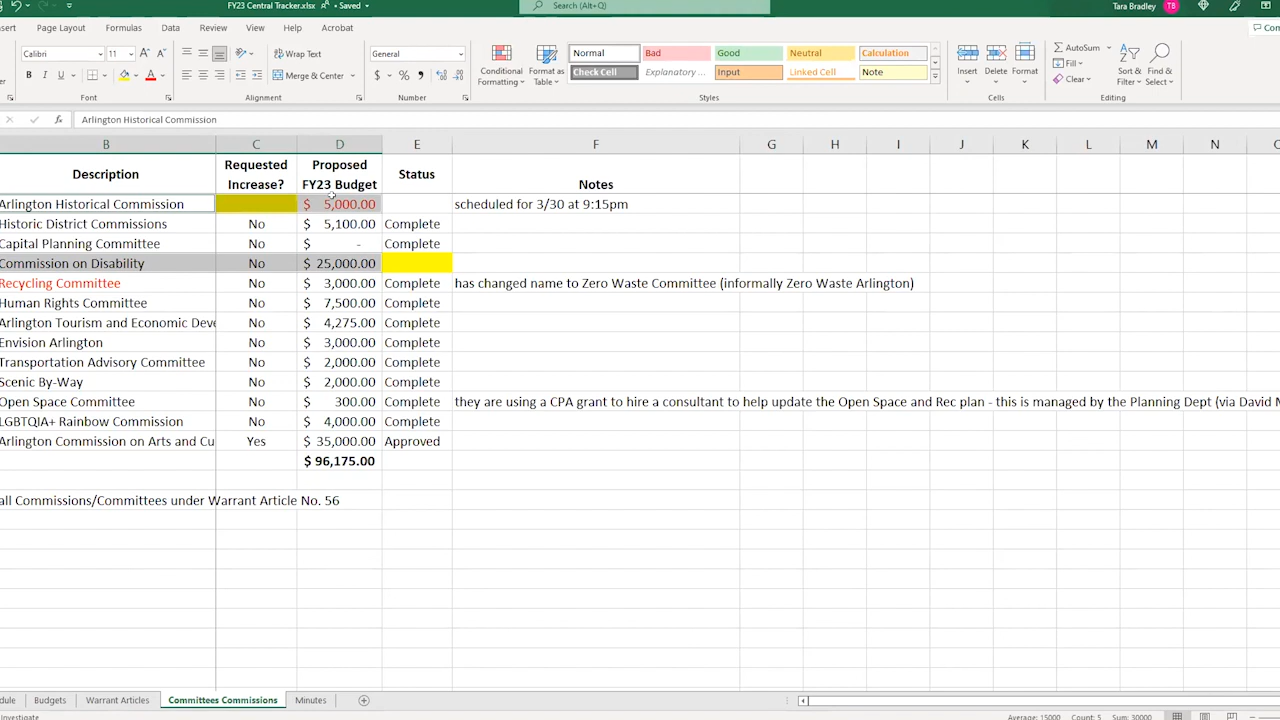 FY23 Central Tracker.xlsx • Saved
Search (Alt+Q)
Tara Bradley TB
nsert Page Layout Formulas Data Review View Help Acrobat
Calibri 11 Wrap Text General Normal Bad Good Neutral Calculation AutoSum
B I U Merge & Center $ % Conditional Formatting Format as Table Check Cell Explanatory ... Input Linked Cell Note Insert Delete Format Fill Clear Sort & Filter Find & Select
Font Alignment Number Styles Cells Editing
fx Arlington Historical Commission
B C D E F G H I J K L M N
Description Requested Increase? Proposed FY23 Budget Status Notes
Arlington Historical Commission $ 5,000.00 scheduled for 3/30 at 9:15pm
Historic District Commissions No $ 5,100.00 Complete
Capital Planning Committee No $ - Complete
Commission on Disability No $ 25,000.00
Recycling Committee No $ 3,000.00 Complete has changed name to Zero Waste Committee (informally Zero Waste Arlington)
Human Rights Committee No $ 7,500.00 Complete
Arlington Tourism and Economic Deve No $ 4,275.00 Complete
Envision Arlington No $ 3,000.00 Complete
Transportation Advisory Committee No $ 2,000.00 Complete
Scenic By-Way No $ 2,000.00 Complete
Open Space Committee No $ 300.00 Complete they are using a CPA grant to hire a consultant to help update the Open Space and Rec plan - this is managed by the Planning Dept (via David M
LGBTQIA+ Rainbow Commission No $ 4,000.00 Complete
Arlington Commission on Arts and Cu Yes $ 35,000.00 Approved
$ 96,175.00
all Commissions/Committees under Warrant Article No. 56
dule Budgets Warrant Articles Committees Commissions Minutes
Investigate Average: 15000 Count: 5 Sum: 30000